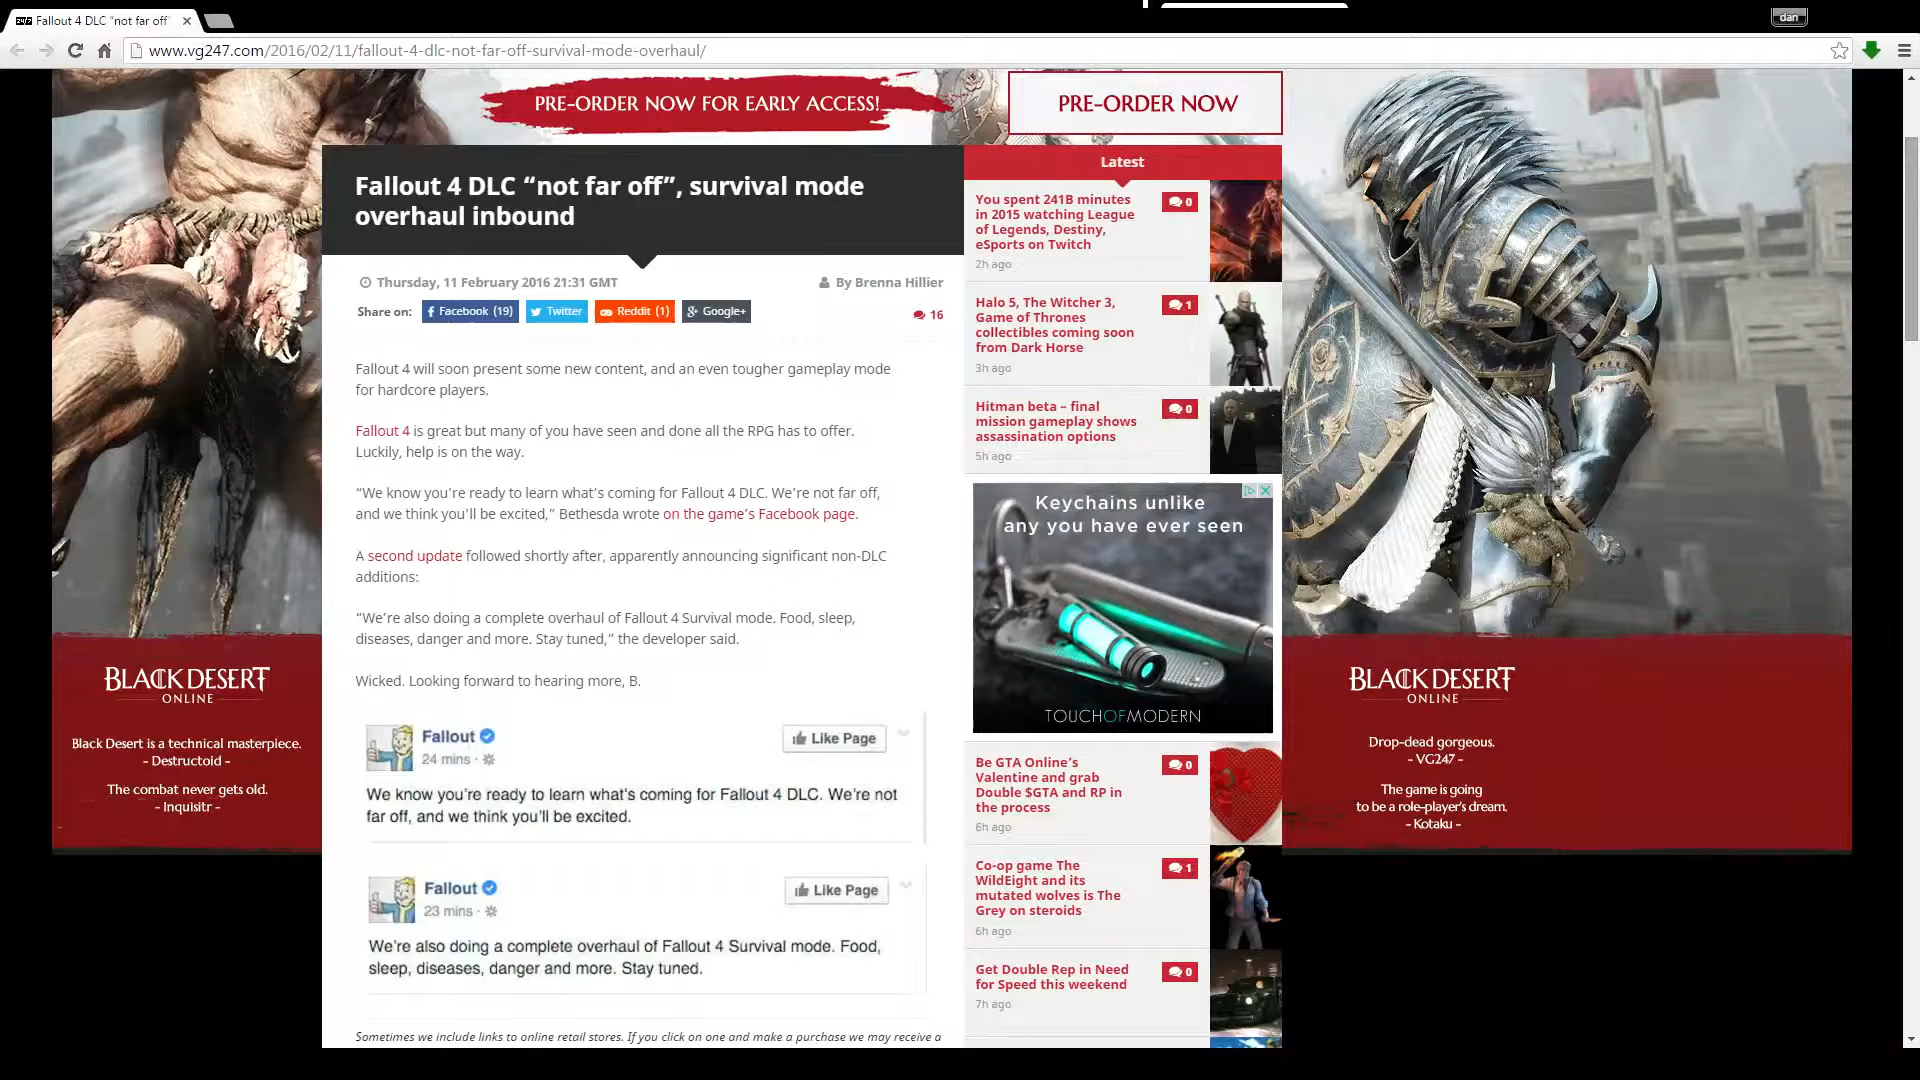 Fallout 4 DLC "not far off"
dan
www.vg247.com/2016/02/11/fallout-4-dlc-not-far-off-survival-mode-overhaul/
PRE-ORDER NOW FOR EARLY ACCESS!
PRE-ORDER NOW
Fallout 4 DLC “not far off”, survival mode
overhaul inbound
Thursday, 11 February 2016 21:31 GMT
By Brenna Hillier
Share on:
Facebook (19)
Twitter
Reddit (1)
Google+
16
Fallout 4 will soon present some new content, and an even tougher gameplay mode
for hardcore players.
Fallout 4 is great but many of you have seen and done all the RPG has to offer.
Luckily, help is on the way.
“We know you’re ready to learn what’s coming for Fallout 4 DLC. We’re not far off,
and we think you’ll be excited,” Bethesda wrote on the game’s Facebook page.
A second update followed shortly after, apparently announcing significant non-DLC
additions:
“We’re also doing a complete overhaul of Fallout 4 Survival mode. Food, sleep,
diseases, danger and more. Stay tuned,” the developer said.
Wicked. Looking forward to hearing more, B.
Fallout
24 mins ·
Like Page
We know you’re ready to learn what’s coming for Fallout 4 DLC. We’re not
far off, and we think you’ll be excited.
Fallout
23 mins ·
Like Page
We’re also doing a complete overhaul of Fallout 4 Survival mode. Food,
sleep, diseases, danger and more. Stay tuned.
Sometimes we include links to online retail stores. If you click on one and make a purchase we may receive a
Latest
You spent 241B minutes
in 2015 watching League
of Legends, Destiny,
eSports on Twitch
0
2h ago
Halo 5, The Witcher 3,
Game of Thrones
collectibles coming soon
from Dark Horse
1
3h ago
Hitman beta – final
mission gameplay shows
assassination options
0
5h ago
Keychains unlike
any you have ever seen
TOUCHOFMODERN
Be GTA Online’s
Valentine and grab
Double $GTA and RP in
the process
0
6h ago
Co-op game The
WildEight and its
mutated wolves is The
Grey on steroids
1
6h ago
Get Double Rep in Need
for Speed this weekend
0
7h ago
BLACK DESERT
ONLINE
Black Desert is a technical masterpiece.
- Destructoid -
The combat never gets old.
- Inquisitr -
BLACK DESERT
ONLINE
Drop-dead gorgeous.
- VG247 -
The game is going
to be a role-player's dream.
- Kotaku -